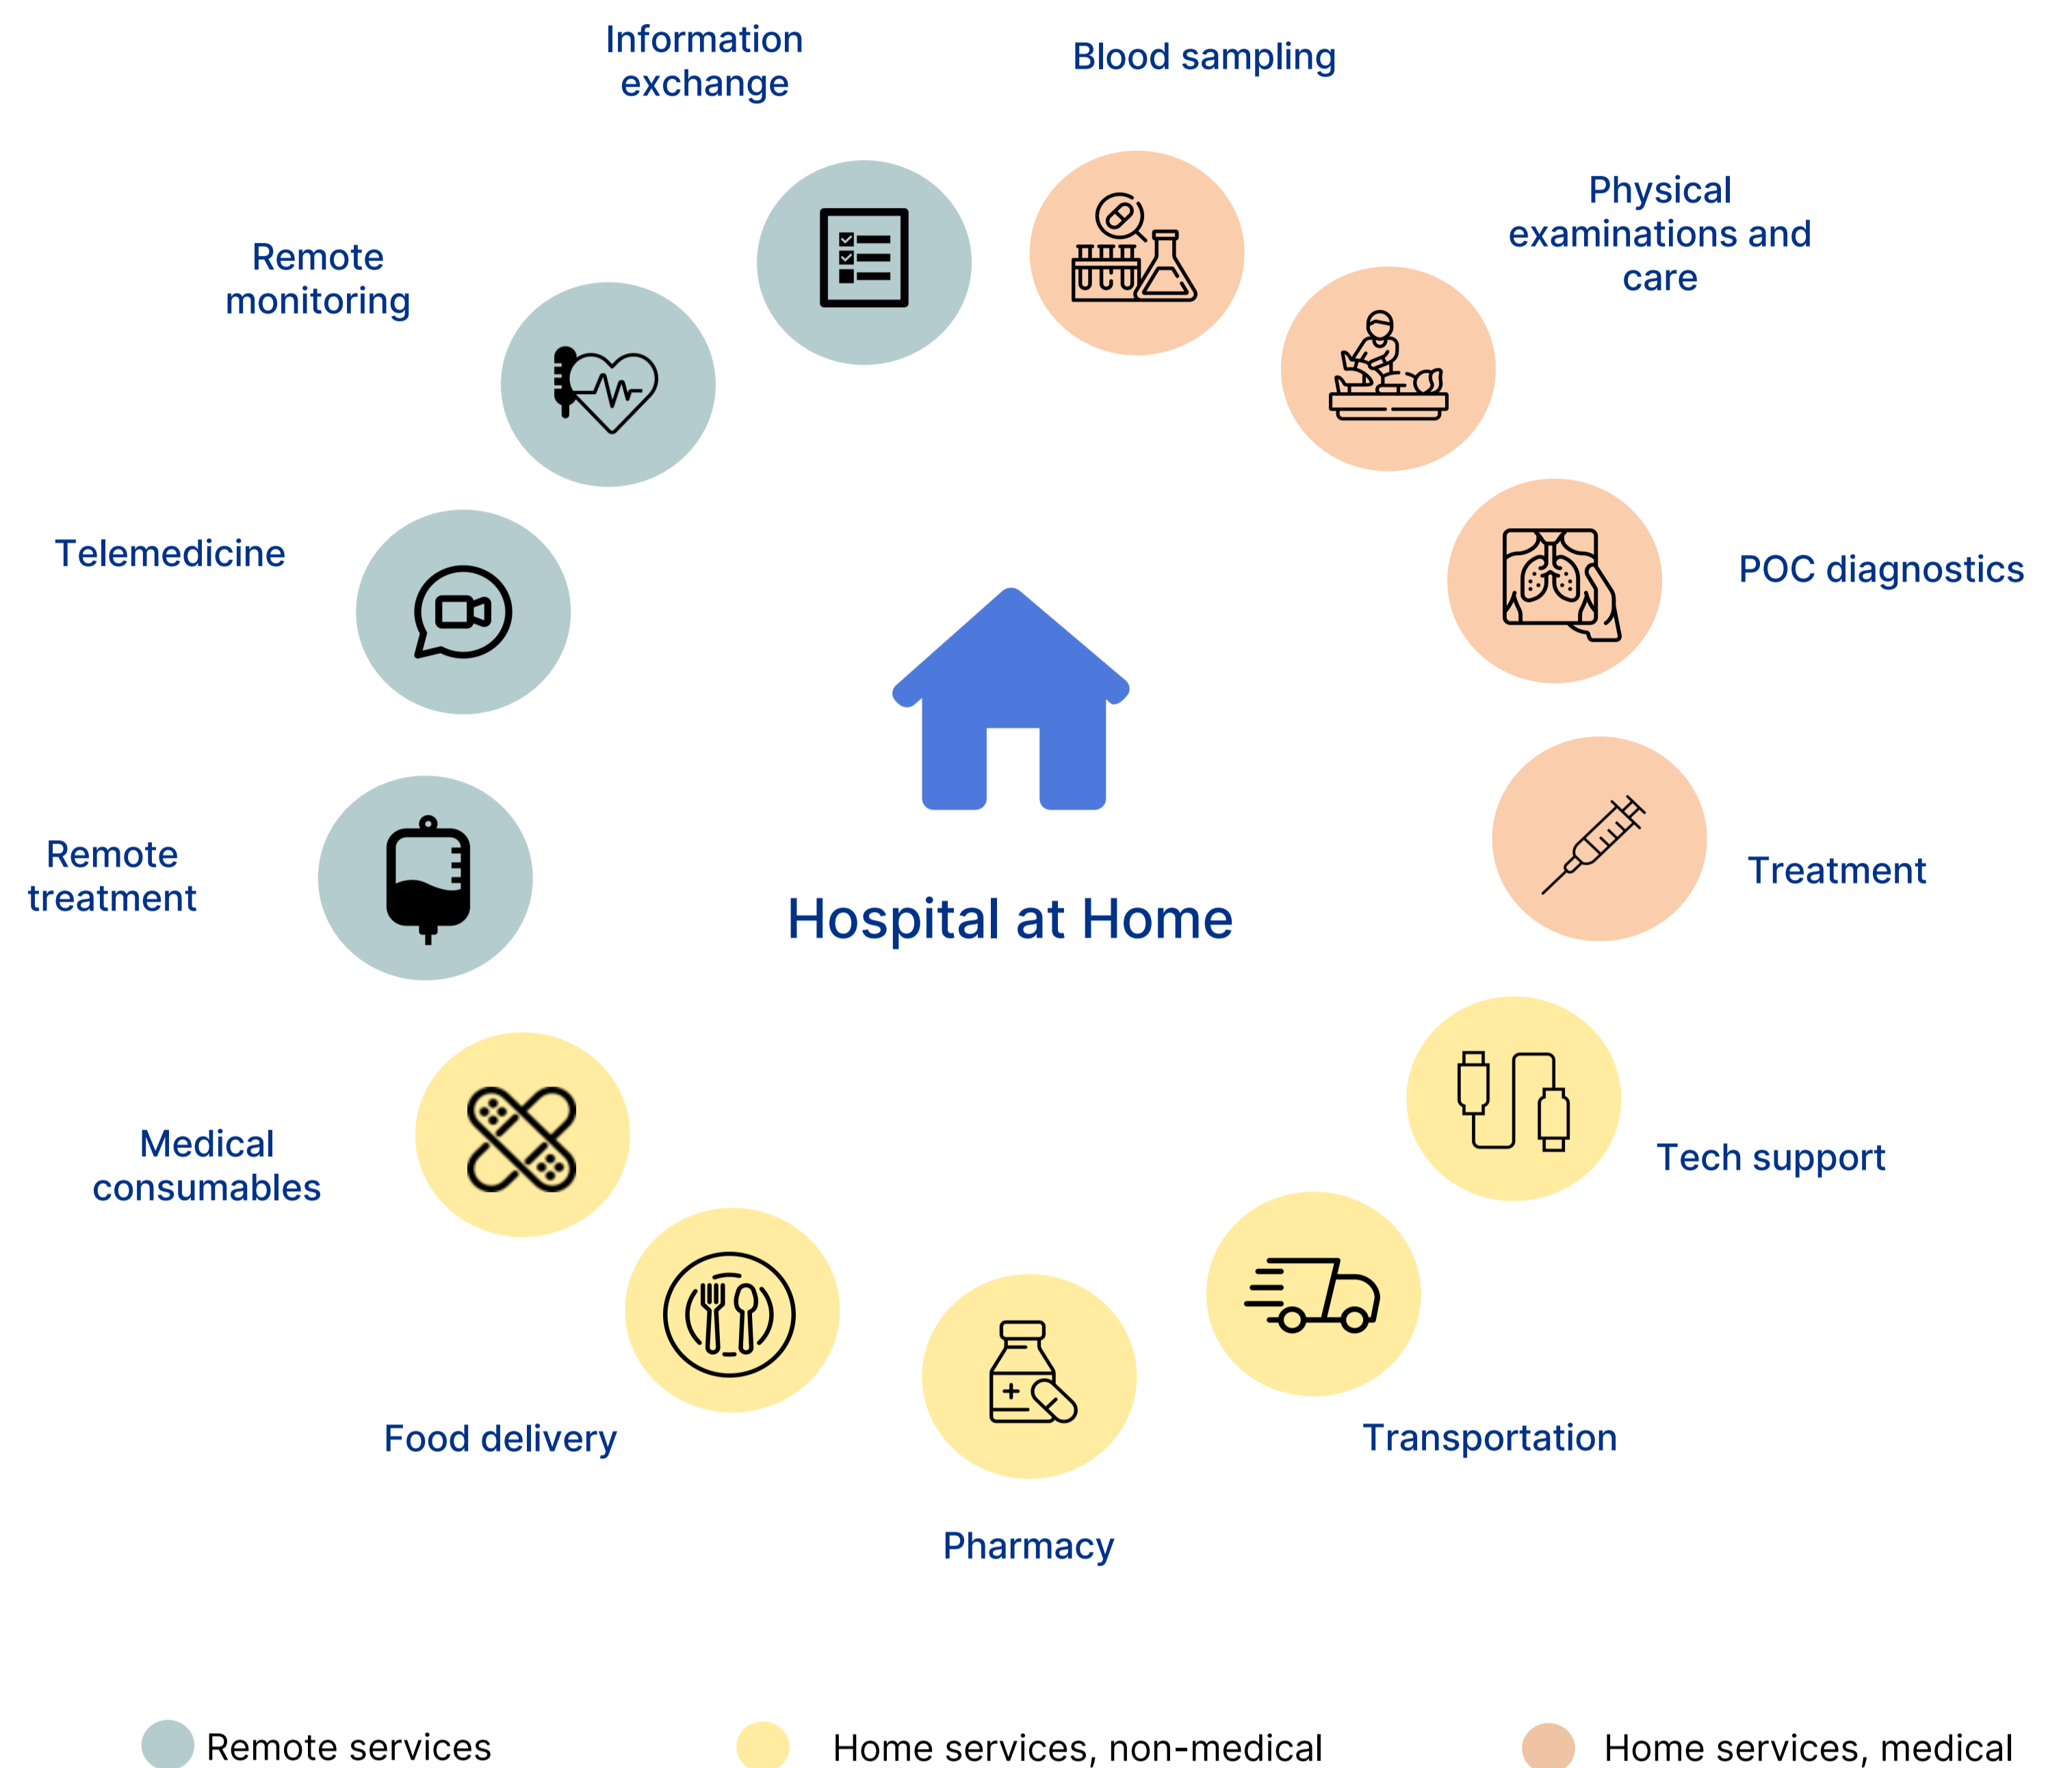 Information
exchange
Blood sampling
Physical
examinations and
care
Remote
monitoring
Telemedicine
POC diagnostics
Remote
treatment
Treatment
Hospital at Home
Medical
consumables
Tech support
Food delivery
Transportation
Pharmacy
Remote services
Home services, non-medical
Home services, medical